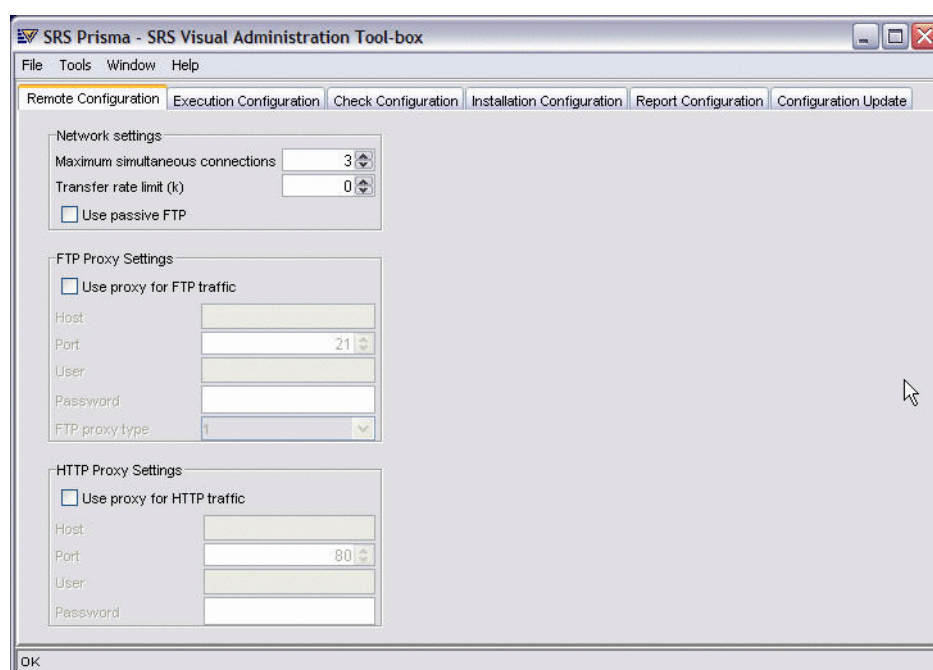 SRS Prisma - SRS Visual Administration Tool-box
File Tools Window Help
Remote Configuration Execution Configuration Check Configuration Installation Configuration Report Configuration Configuration Update
Network settings
Maximum simultaneous connections 3
Transfer rate limit (k) 0
Use passive FTP
FTP Proxy Settings
Use proxy for FTP traffic
Host
Port 21
User
Password
FTP proxy type 1
HTTP Proxy Settings
Use proxy for HTTP traffic
Host
Port 80
User
Password
OK